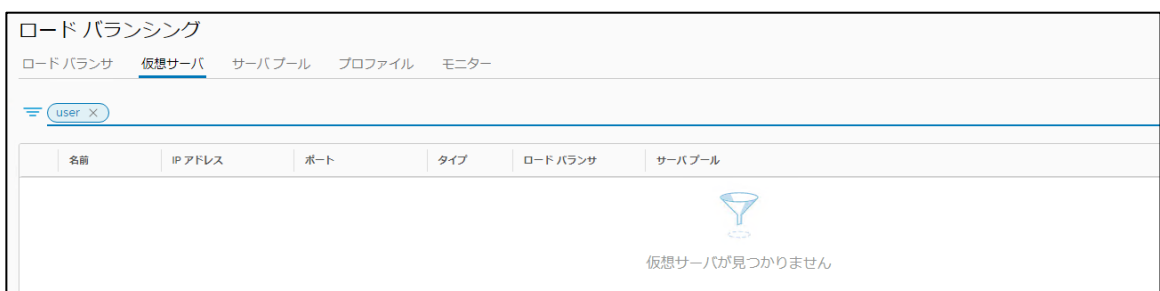 ロード バランシング
ロード バランサ 仮想サーバ サーバ プール プロファイル モニター
user ×
名前 IP アドレス ポート タイプ ロード バランサ サーバ プール
仮想サーバが見つかりません